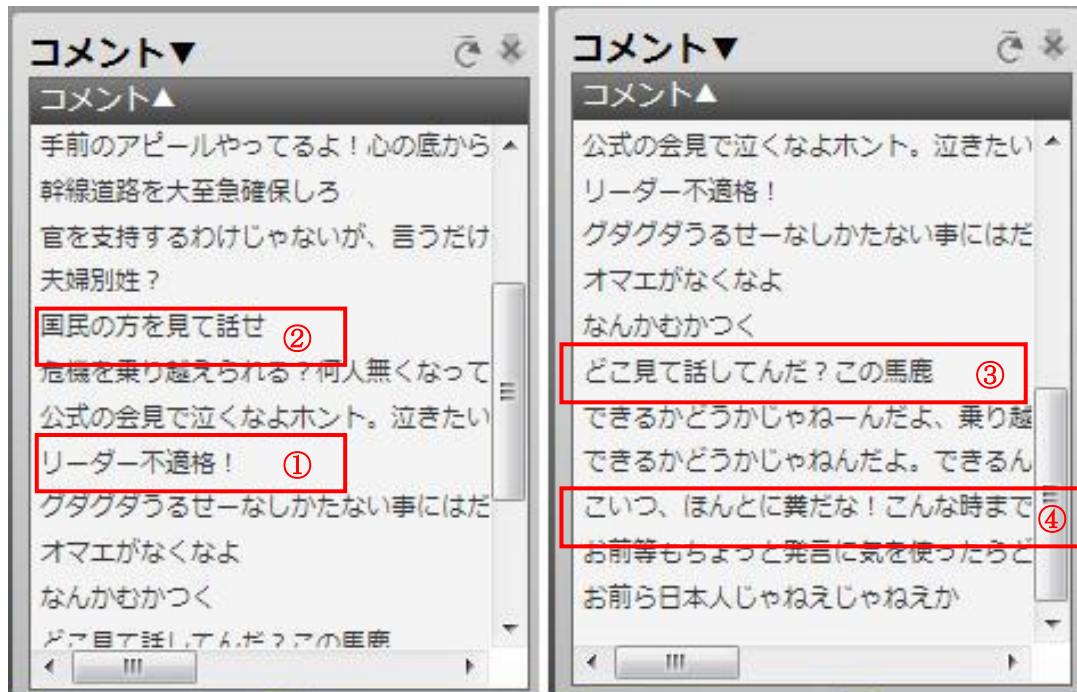 コメント▼
コメント▲
手前のアピールやってるよ！心の底から
幹線道路を大至急確保しろ
官を支持するわけじゃないが、言うだけ
夫婦別姓？
国民の方を見て話せ ②
危機を乗り越えられる？何人無くなって
公式の会見で泣くなよホント。泣きたい
リーダー不適格！ ①
グダグダうるせーなしかたない事にはだ
オマエがなくなよ
なんかむかつく
どこ見て話してんだ？この馬鹿
コメント▼
コメント▲
公式の会見で泣くなよホント。泣きたい
リーダー不適格！
グダグダうるせーなしかたない事にはだ
オマエがなくなよ
なんかむかつく
どこ見て話してんだ？この馬鹿 ③
できるかどうかじゃねーんだよ、乗り越
できるかどうかじゃねんだよ。できるん
こいつ、ほんとに糞だな！こんな時まで ④
お前等もちょっと発言に気を使ったらど
お前ら日本人じゃねえじゃねえか